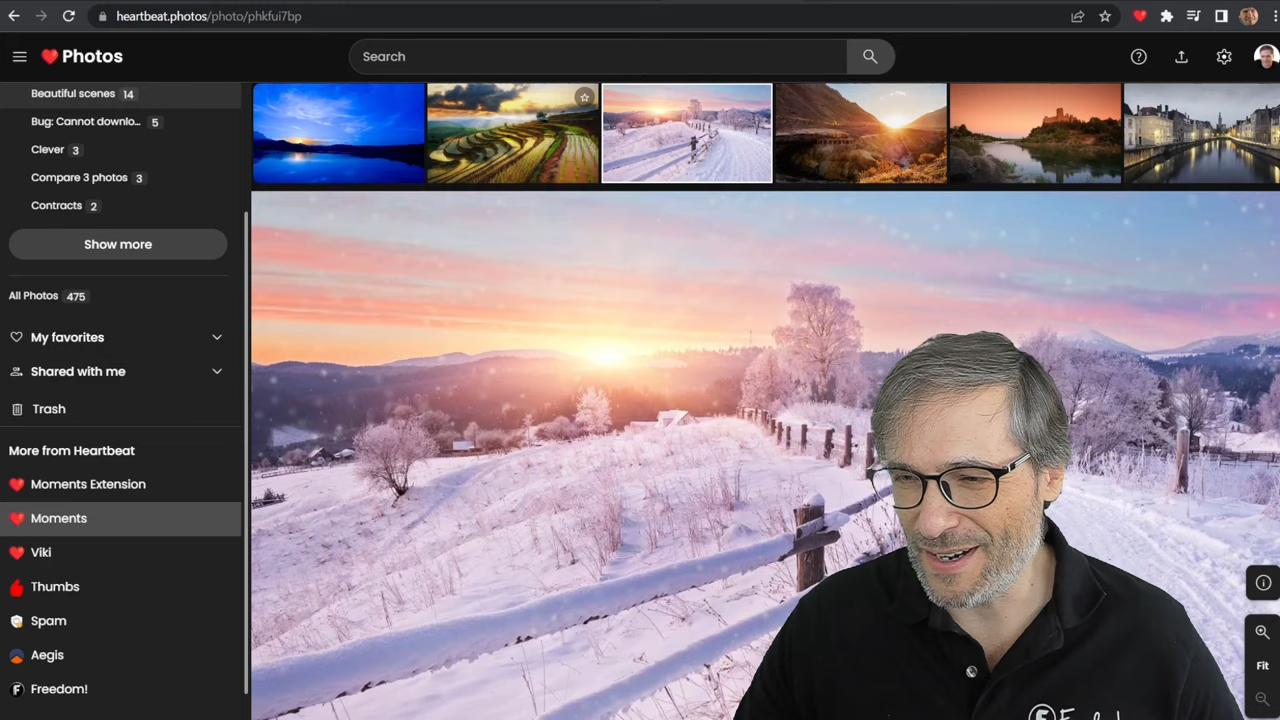 heartbeat.photos/photo/phkfui7bp
Photos
Search
Beautiful scenes 14
Bug: Cannot downlo... 5
Clever 3
Compare 3 photos 3
Contracts 2
Show more
All Photos 475
My favorites
Shared with me
Trash
More from Heartbeat
Moments Extension
Moments
Viki
Thumbs
Spam
Aegis
F Freedom!
Fit
F